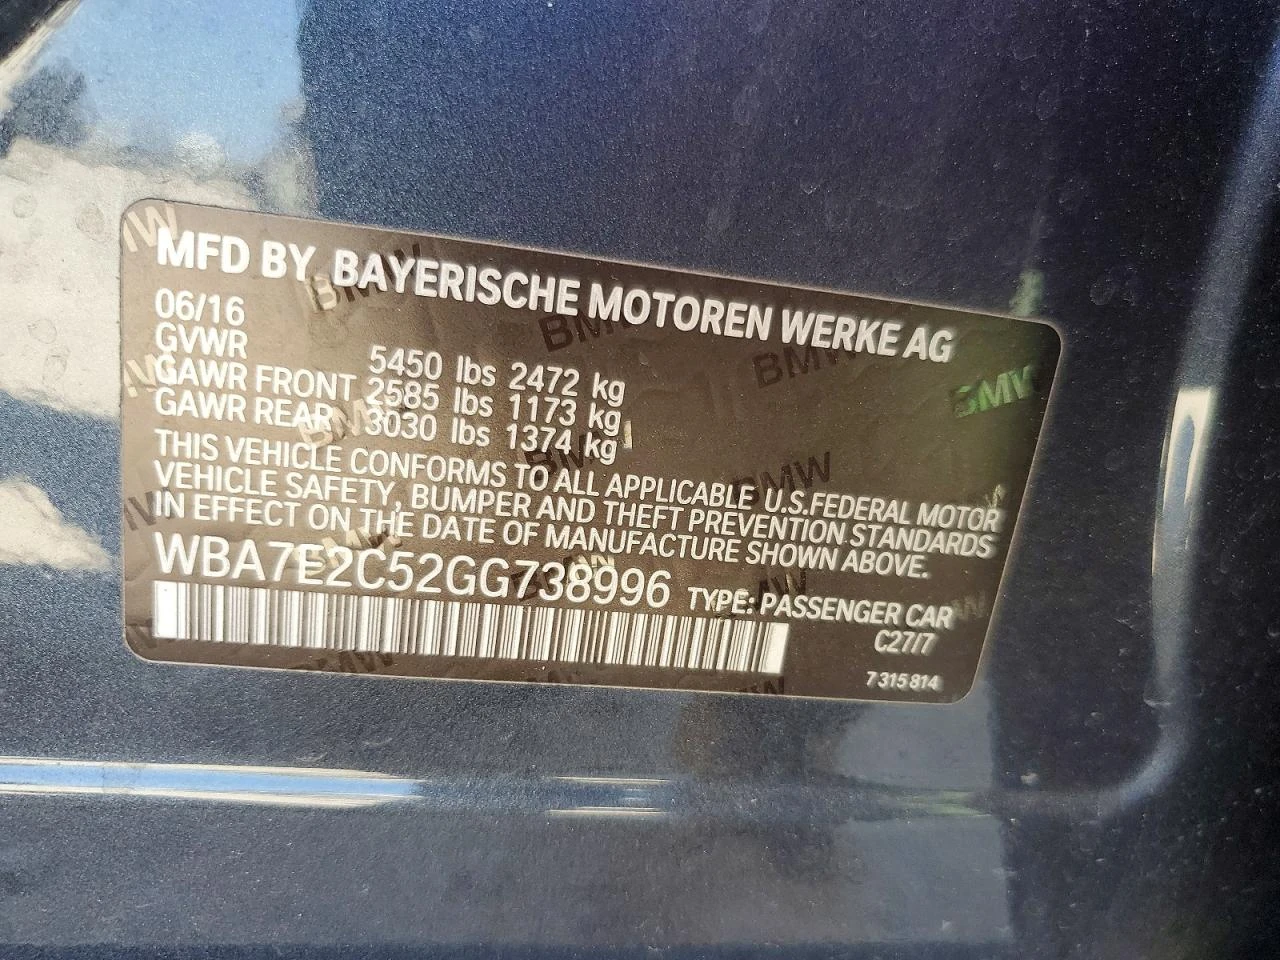 MFD BY BAYERISCHE MOTOREN WERKE AG
06/16
GVWR 5450 lbs 2472 kg
GAWR FRONT 2585 lbs 1173 kg
GAWR REAR 3030 lbs 1374 kg
THIS VEHICLE CONFORMS TO ALL APPLICABLE U.S.FEDERAL MOTOR
VEHICLE SAFETY, BUMPER AND THEFT PREVENTION STANDARDS
IN EFFECT ON THE DATE OF MANUFACTURE SHOWN ABOVE.
WBA7E2C52GG738996 TYPE: PASSENGER CAR
C27/7
7 315 814